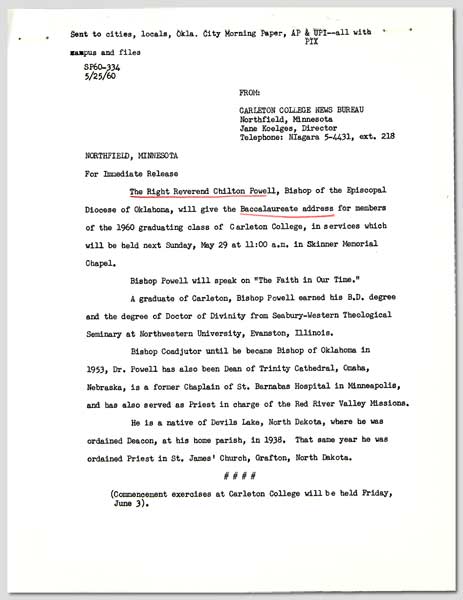 Sent to cities, locals, Okla. City Morning Paper, AP & UPI--all with
PIX
campus and files
SP60-334
5/25/60
FROM:
CARLETON COLLEGE NEWS BUREAU
Northfield, Minnesota
Jane Koelges, Director
Telephone: NIagara 5-4431, ext. 218
NORTHFIELD, MINNESOTA
For Immediate Release
The Right Reverend Chilton Powell, Bishop of the Episcopal
Diocese of Oklahoma, will give the Baccalaureate address for members
of the 1960 graduating class of Carleton College, in services which
will be held next Sunday, May 29 at 11:00 a.m. in Skinner Memorial
Chapel.
Bishop Powell will speak on "The Faith in Our Time."
A graduate of Carleton, Bishop Powell earned his B.D. degree
and the degree of Doctor of Divinity from Seabury-Western Theological
Seminary at Northwestern University, Evanston, Illinois.
Bishop Coadjutor until he became Bishop of Oklahoma in
1953, Dr. Powell has also been Dean of Trinity Cathedral, Omaha,
Nebraska, is a former Chaplain of St. Barnabas Hospital in Minneapolis,
and has also served as Priest in charge of the Red River Valley Missions.
He is a native of Devils Lake, North Dakota, where he was
ordained Deacon, at his home parish, in 1938. That same year he was
ordained Priest in St. James' Church, Grafton, North Dakota.
# # # #
(Commencement exercises at Carleton College will be held Friday,
June 3).